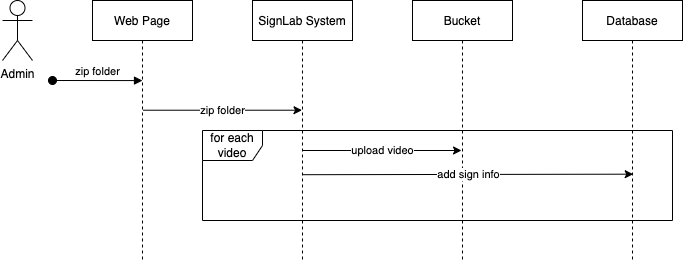 Web Page
SignLab System
Bucket
Database
Admin
zip folder
zip folder
for each
video
upload video
add sign info